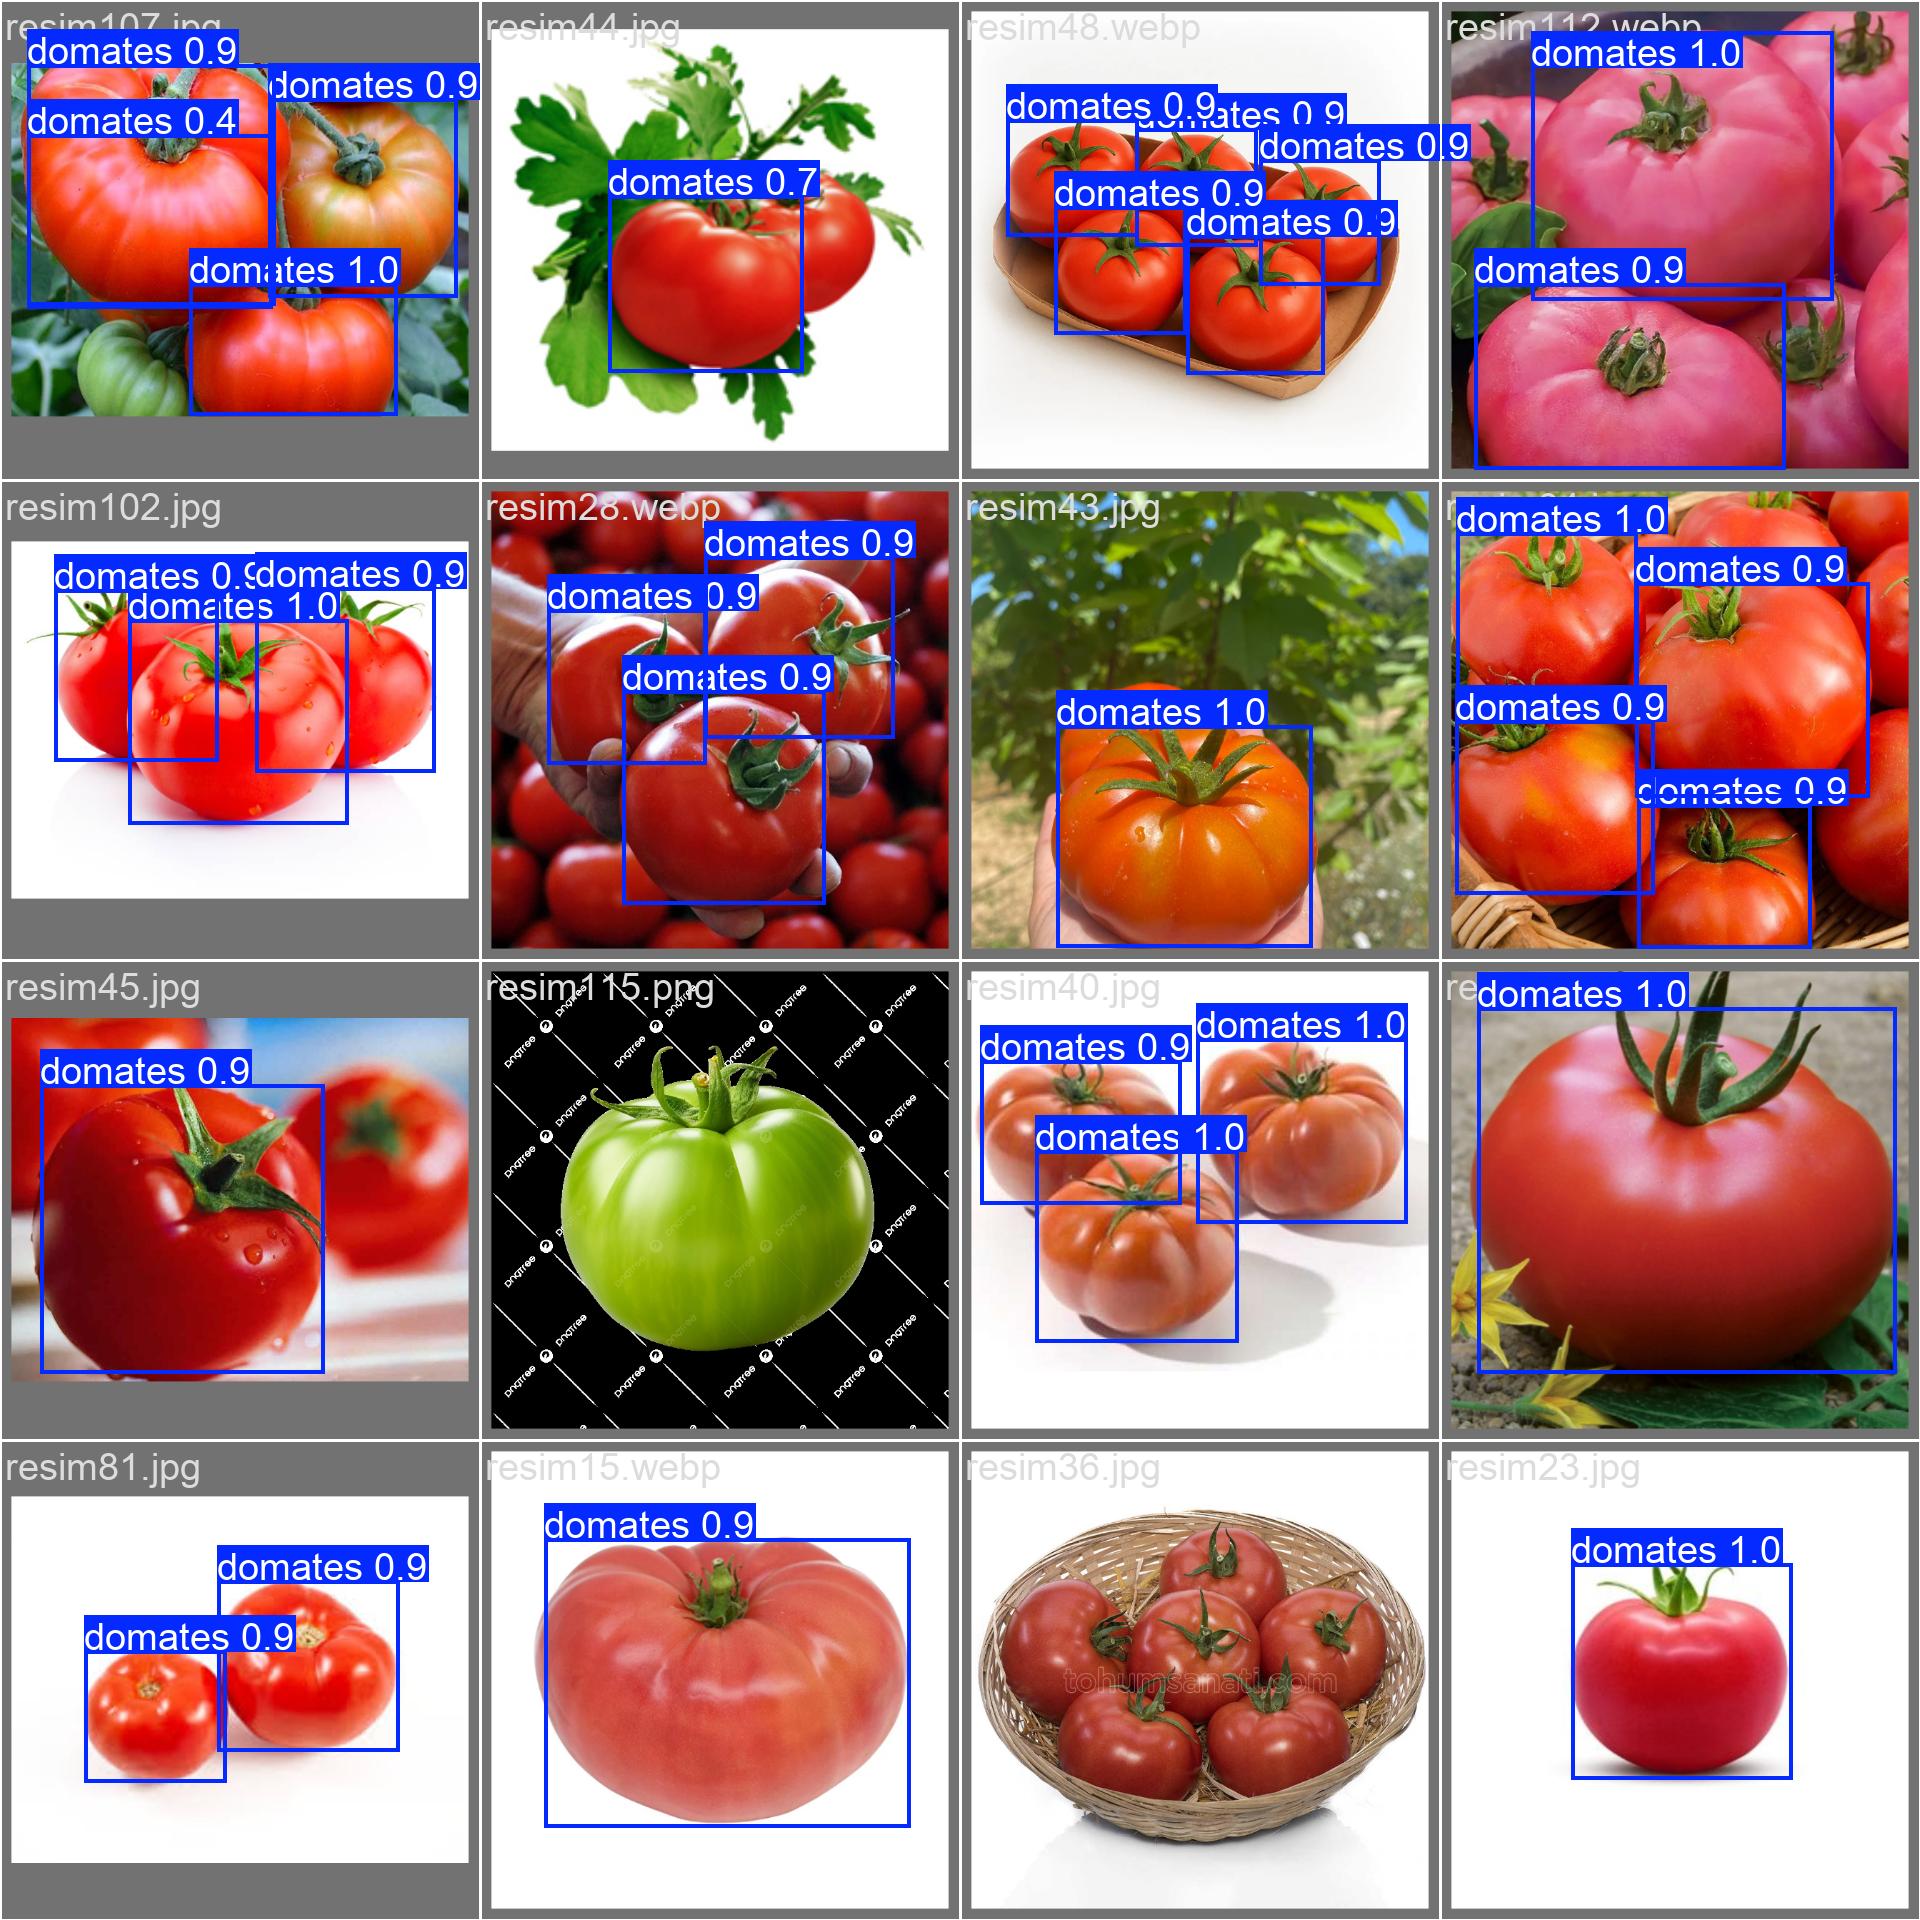 resim107.jpg
domates 0.9
domates 0.9
domates 0.4
domates 1.0
resim44.jpg
domates 0.7
resim48.webp
domates 0.9
domates 0.9
domates 0.9
domates 0.9
resim112.webp
domates 1.0
domates 0.9
resim102.jpg
domates 0.9
domates 0.9
domates 1.0
resim28.webp
domates 0.9
domates 0.9
domates 0.9
resim43.jpg
domates 1.0
domates 1.0
domates 0.9
domates 0.9
domates 0.9
resim45.jpg
domates 0.9
resim115.png
pngtree
resim40.jpg
domates 1.0
domates 0.9
domates 1.0
domates 1.0
resim81.jpg
domates 0.9
domates 0.9
resim15.webp
domates 0.9
resim36.jpg
tohumsanati.com
resim23.jpg
domates 1.0